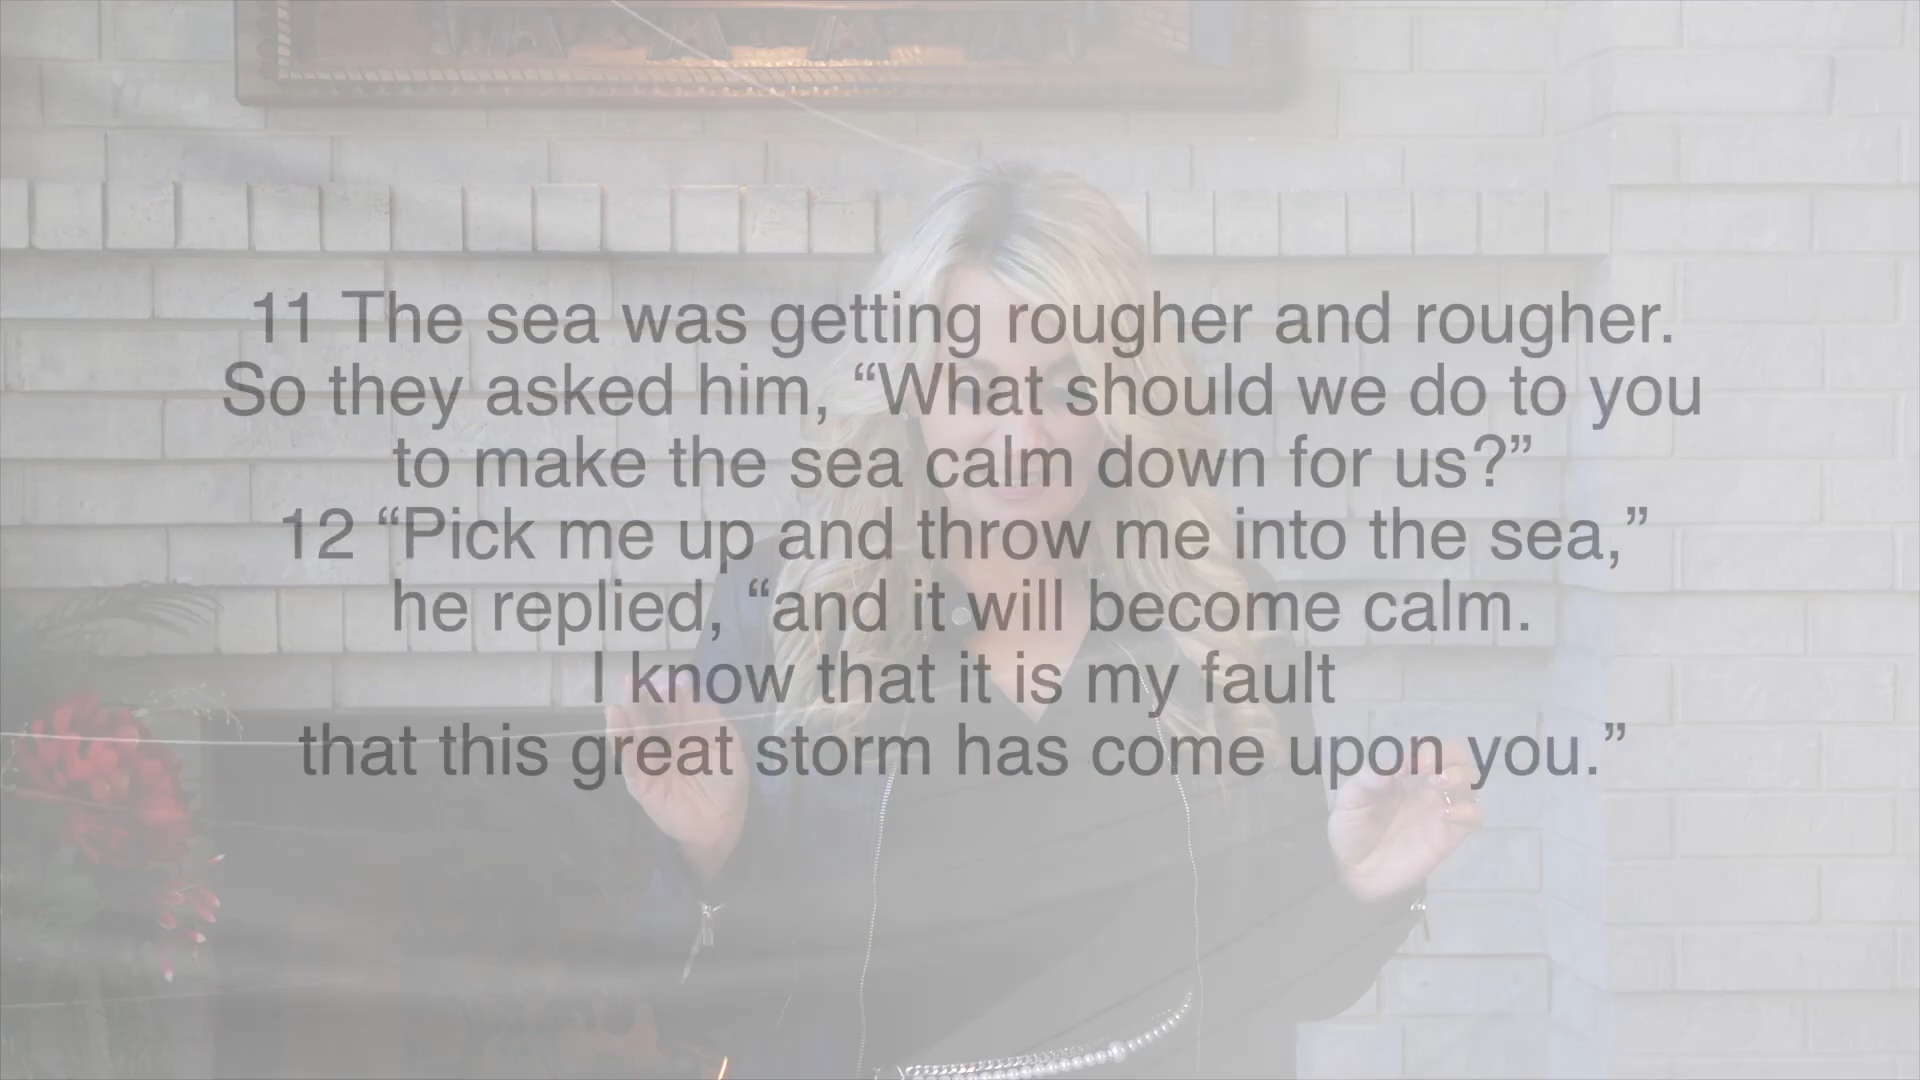 11 The sea was getting rougher and rougher.
So they asked him, “What should we do to you
to make the sea calm down for us?”
12 “Pick me up and throw me into the sea,”
he replied, “and it will become calm.
I know that it is my fault
that this great storm has come upon you.”